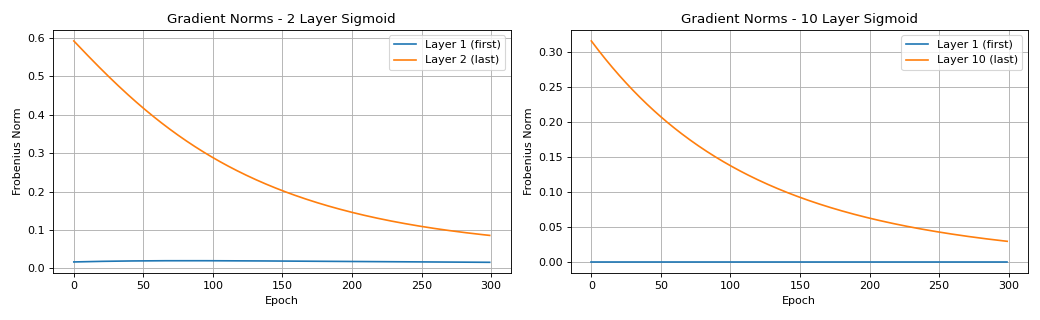 Gradient Norms - 2 Layer Sigmoid
Frobenius Norm
0.6
0.5
0.4
0.3
0.2
0.1
0.0
Layer 1 (first)
Layer 2 (last)
0 50 100 150 200 250 300
Epoch
Gradient Norms - 10 Layer Sigmoid
Frobenius Norm
0.30
0.25
0.20
0.15
0.10
0.05
0.00
Layer 1 (first)
Layer 10 (last)
0 50 100 150 200 250 300
Epoch